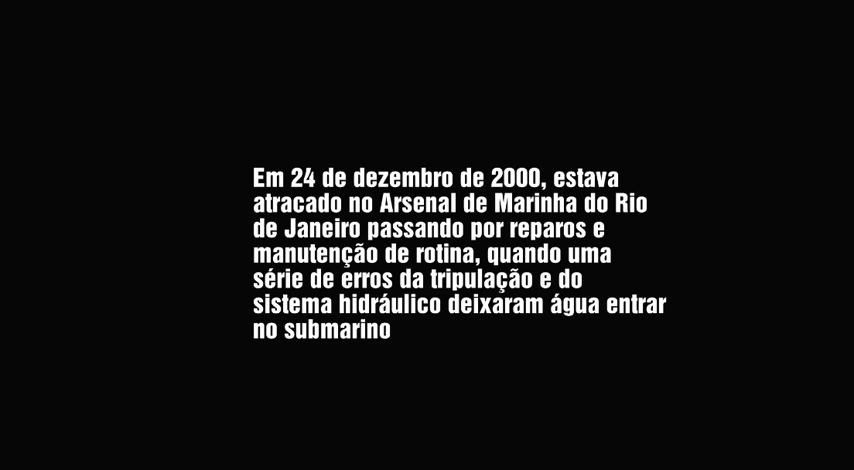 Em 24 de dezembro de 2000, estava
atracado no Arsenal de Marinha do Rio
de Janeiro passando por reparos e
manutenção de rotina, quando uma
série de erros da tripulação e do
sistema hidráulico deixaram água entrar
no submarino